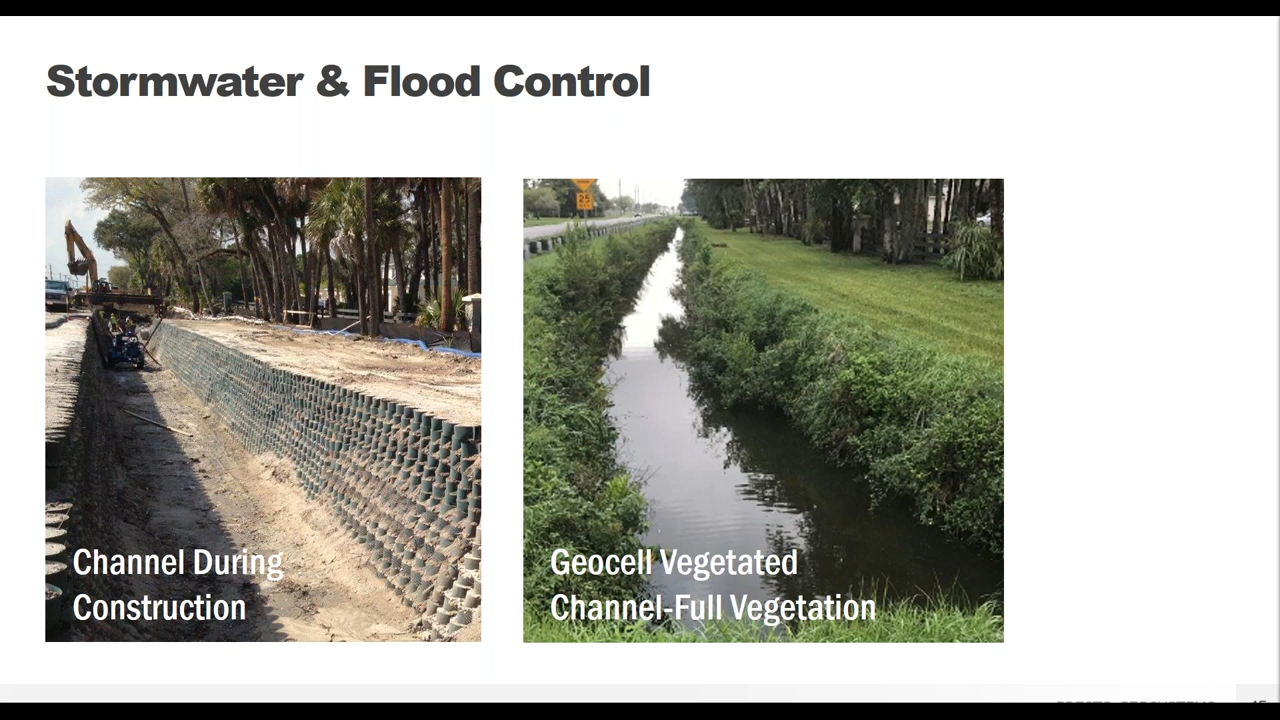 Stormwater & Flood Control
25
Channel During
Construction
Geocell Vegetated
Channel-Full Vegetation